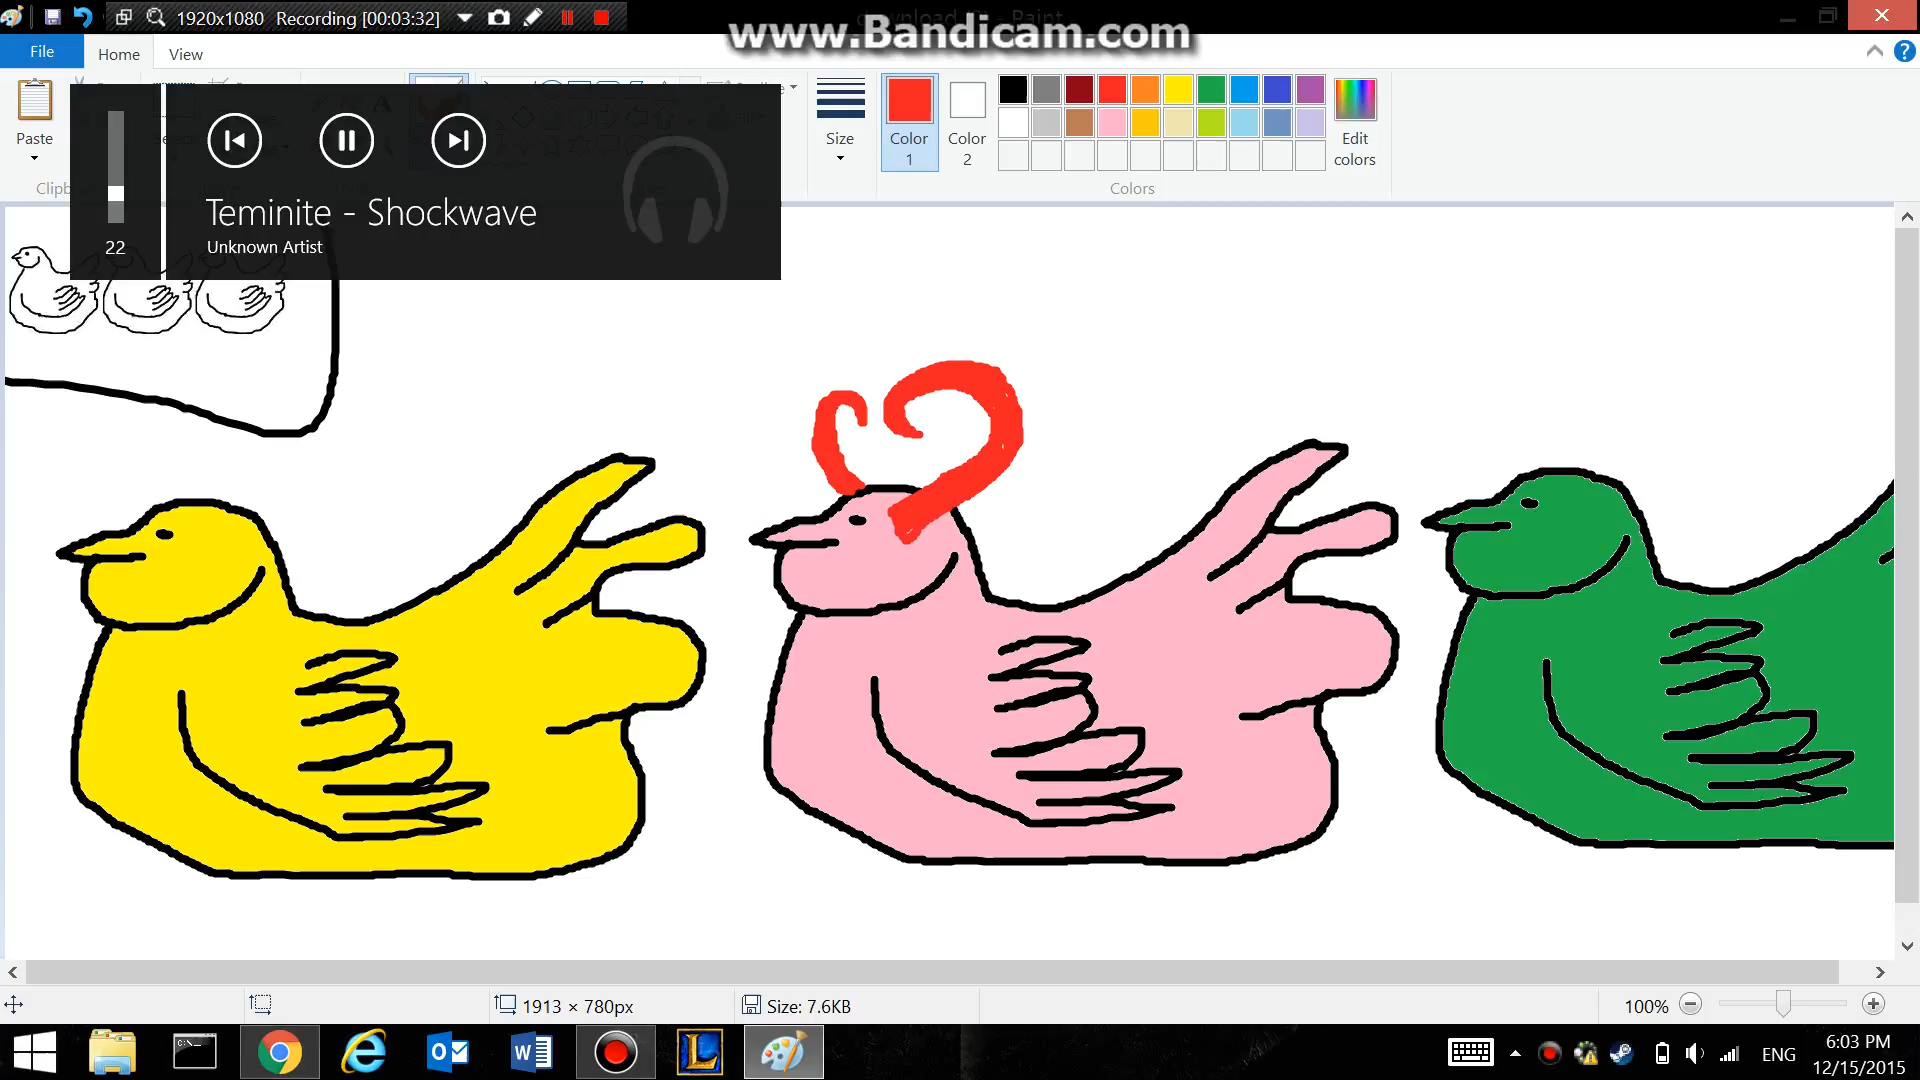 1920x1080 Recording [00:03:32]
www.Bandicam.com
File
Home
View
Paste
Size
Color
1
Color
2
Edit
colors
Clipb
Colors
Teminite - Shockwave
Unknown Artist
22
1913 × 780px
Size: 7.6KB
100%
6:03 PM
ENG
12/15/2015